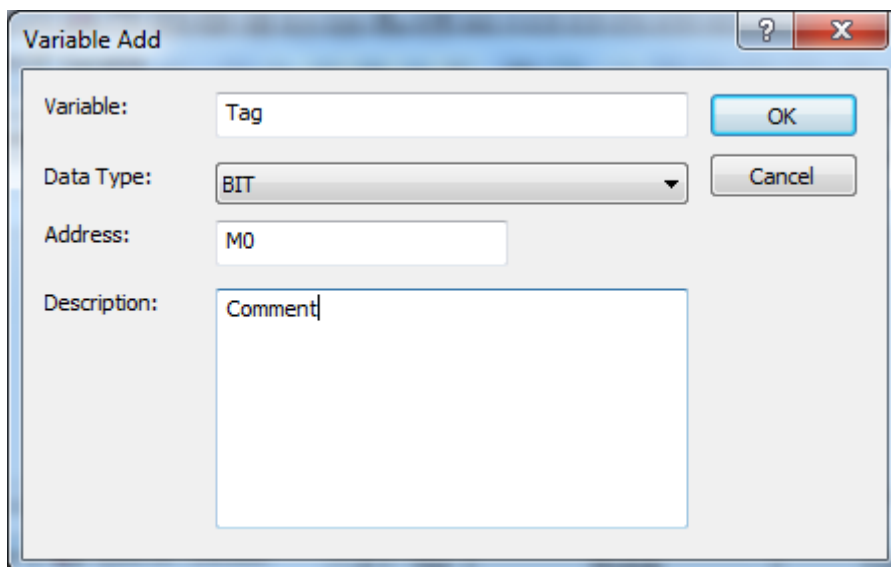 Variable Add
?
Variable: Tag OK
Data Type: BIT Cancel
Address: M0
Description: Comment